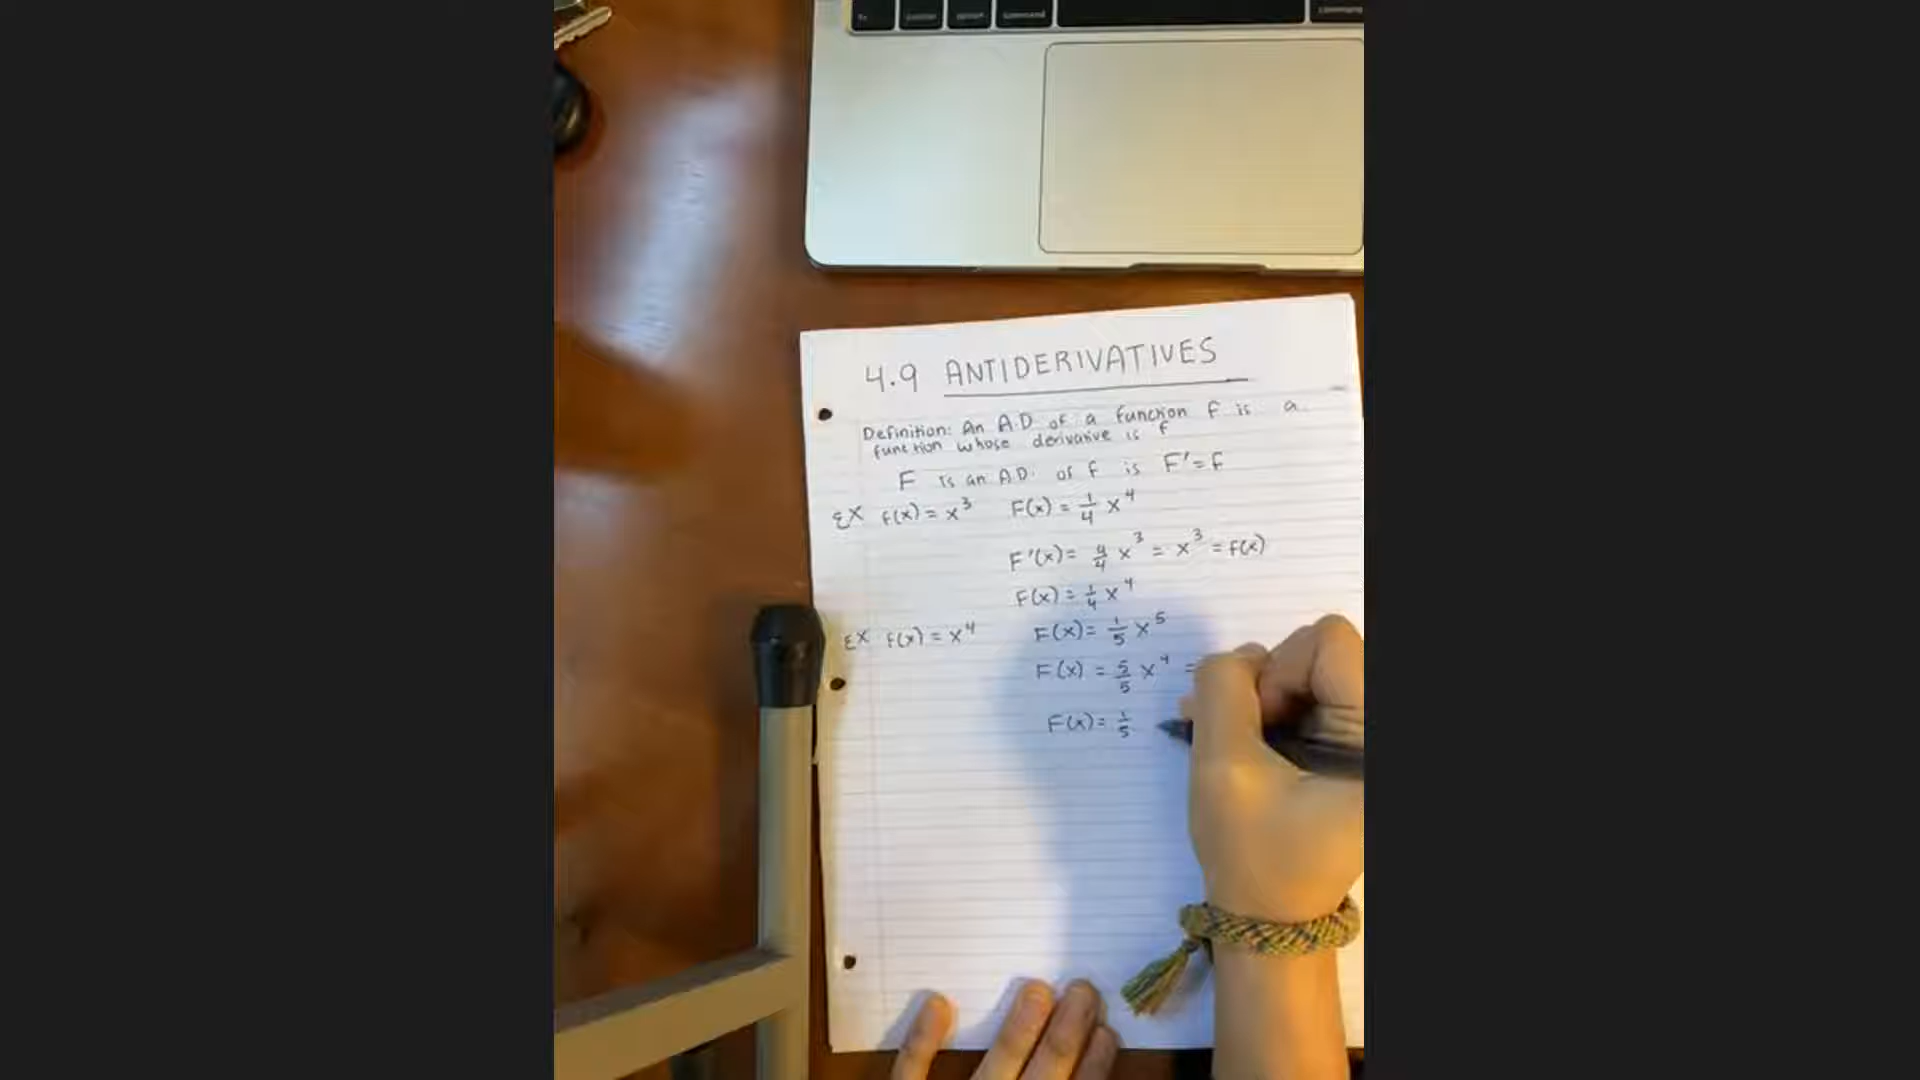 option
command
4.9 ANTIDERIVATIVES
Definition: An A.D of a function f is a
function whose derivative is f
F is an A.D. of f is F' = f
EX f(x) = x³ F(x) = 1/4 x⁴
F'(x) = 4/4 x³ = x³ = f(x)
F(x) = 1/4 x⁴
EX f(x) = x⁴ F(x) = 1/5 x⁵
F(x) = 5/5 x⁴ =
F(x) = 1/5